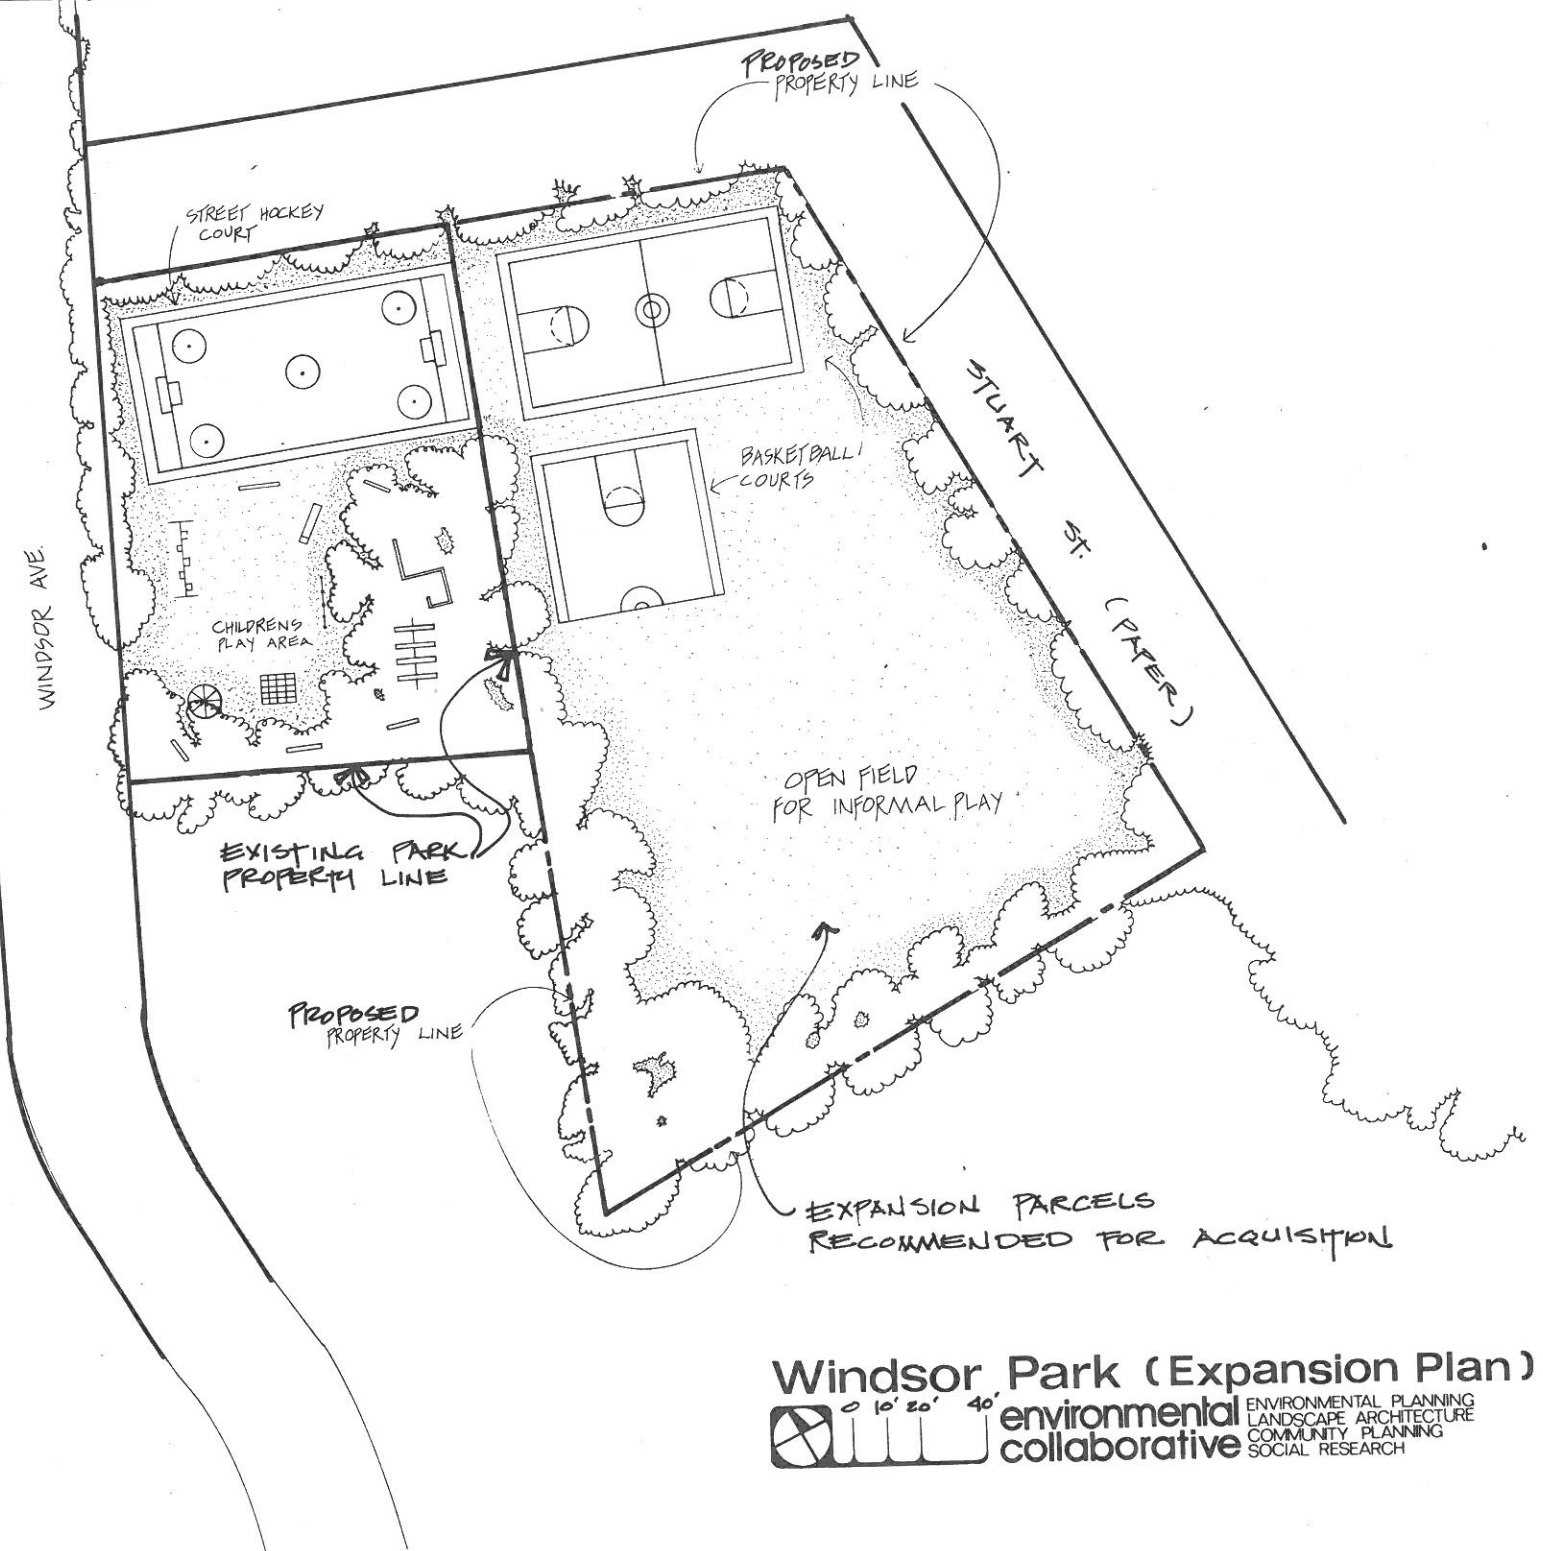 PROPOSED
PROPERTY LINE
STREET HOCKEY
COURT
STUART ST. (PAPER)
BASKETBALL
COURTS
WINDSOR AVE.
CHILDRENS
PLAY AREA
OPEN FIELD
FOR INFORMAL PLAY
EXISTING PARK
PROPERTY LINE
PROPOSED
PROPERTY LINE
EXPANSION PARCELS
RECOMMENDED FOR ACQUISITION
Windsor Park (Expansion Plan)
0 10' 20' 40'
environmental
collaborative
ENVIRONMENTAL PLANNING
LANDSCAPE ARCHITECTURE
COMMUNITY PLANNING
SOCIAL RESEARCH